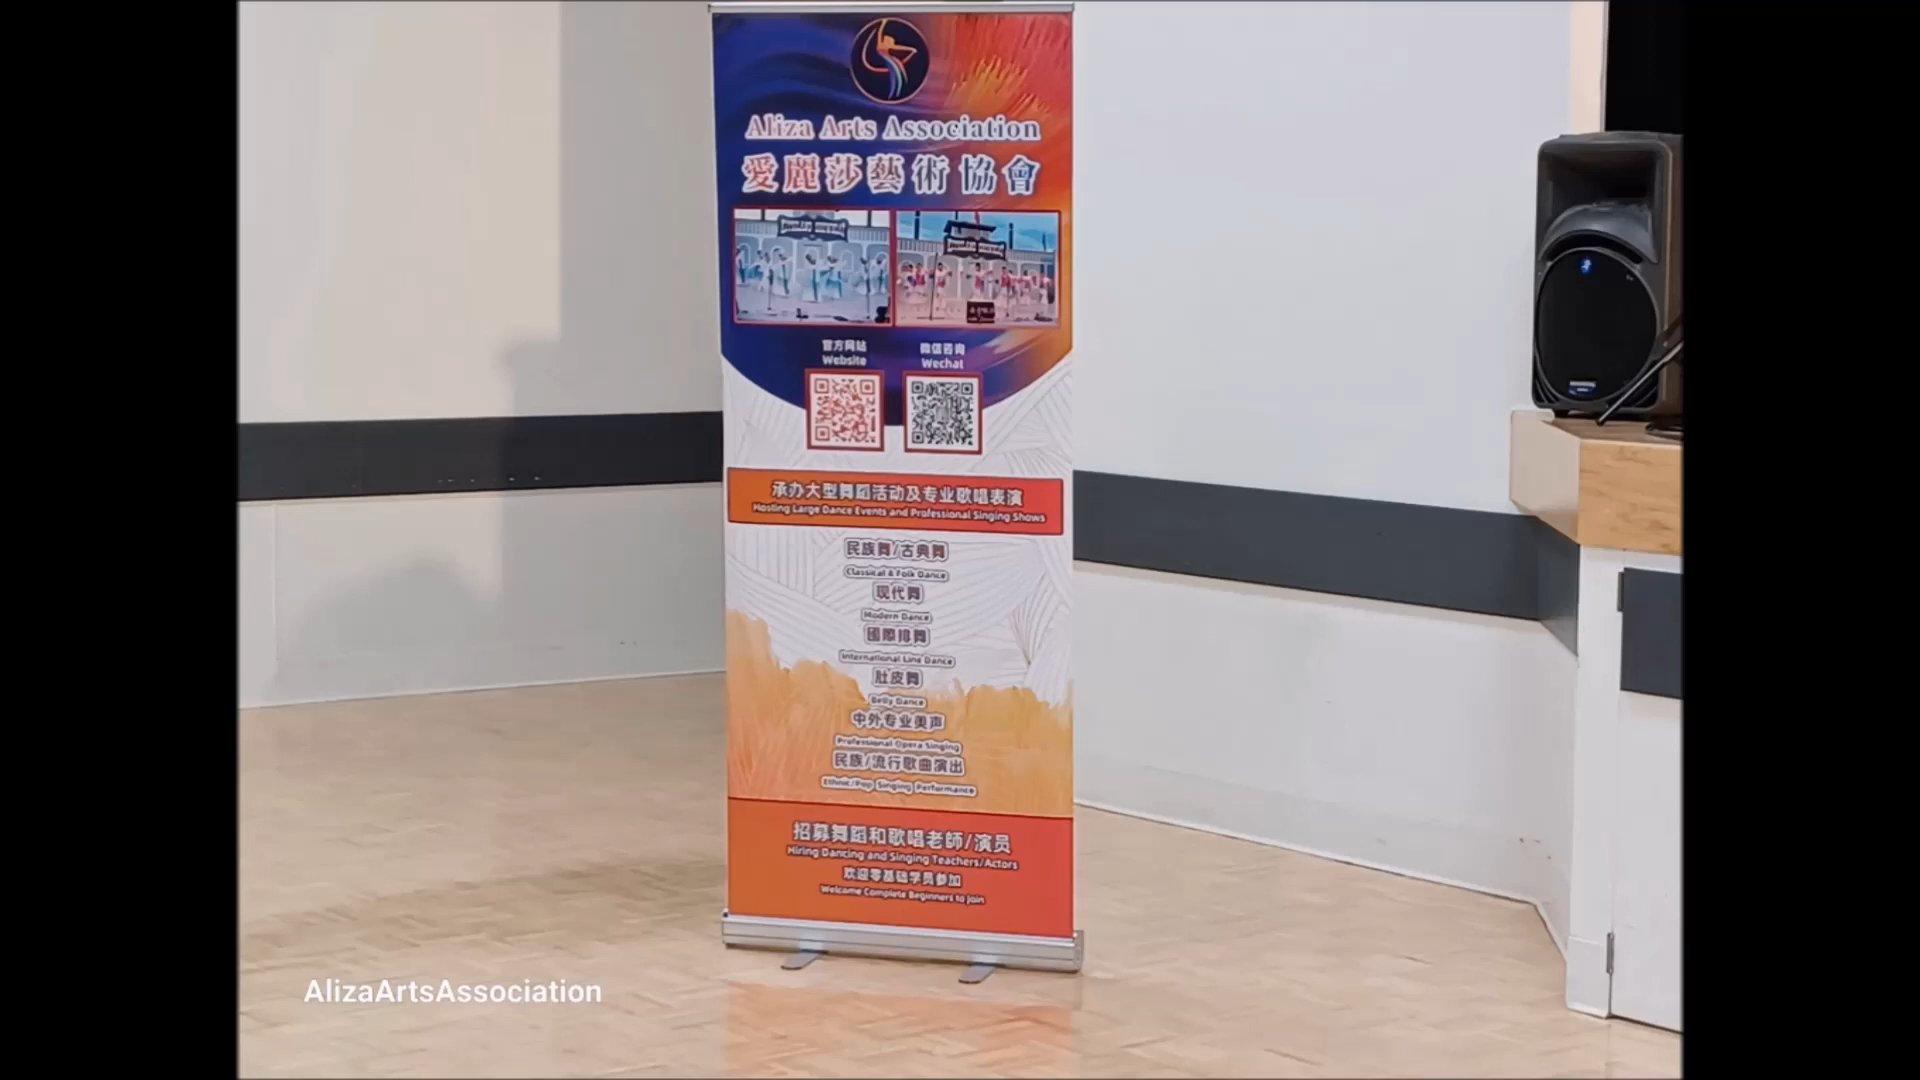 Aliza Arts Association
愛麗莎藝術協會
官方网站
Website
微信咨询
Wechat
承办大型舞蹈活动及专业歌唱表演
Hosting Large Dance Events and Professional Singing Shows
民族舞/古典舞
Classical & Folk Dance
现代舞
Modern Dance
國際排舞
International Line Dance
肚皮舞
Belly Dance
中外专业美声
Professional Opera Singing
民族/流行歌曲演出
Ethnic/Pop Singing Performance
招募舞蹈和歌唱老師/演员
Hiring Dancing and Singing Teachers/Actors
欢迎零基础学员参加
Welcome Complete Beginners to Join
AlizaArtsAssociation